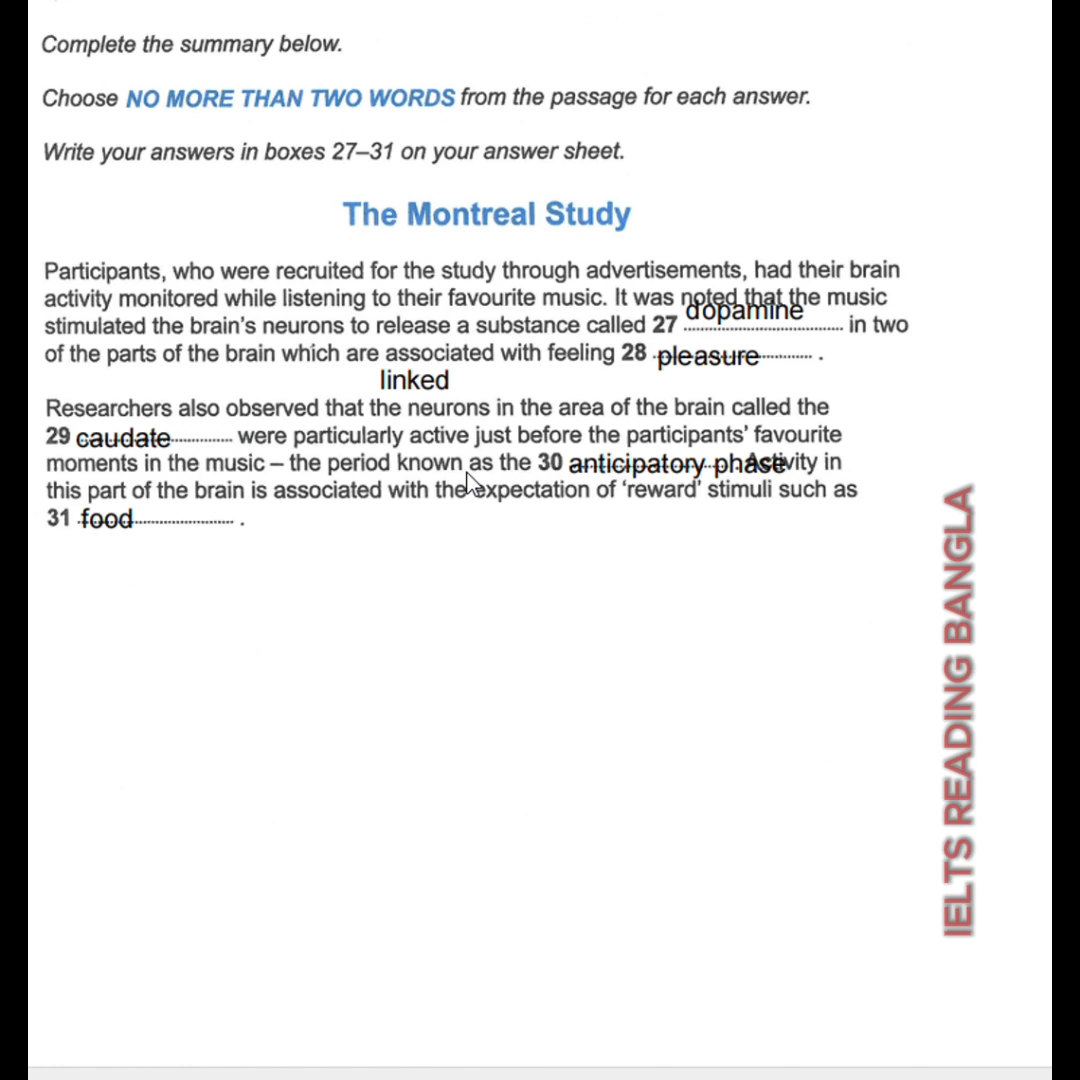 Complete the summary below.
Choose NO MORE THAN TWO WORDS from the passage for each answer.
Write your answers in boxes 27–31 on your answer sheet.
The Montreal Study
Participants, who were recruited for the study through advertisements, had their brain
activity monitored while listening to their favourite music. It was noted that the music
dopamine
stimulated the brain's neurons to release a substance called 27 .................... in two
of the parts of the brain which are associated with feeling 28 pleasure .
linked
Researchers also observed that the neurons in the area of the brain called the
29 caudate were particularly active just before the participants' favourite
moments in the music – the period known as the 30 anticipatory phase Activity in
this part of the brain is associated with the expectation of 'reward' stimuli such as
31 food .
IELTS READING BANGLA